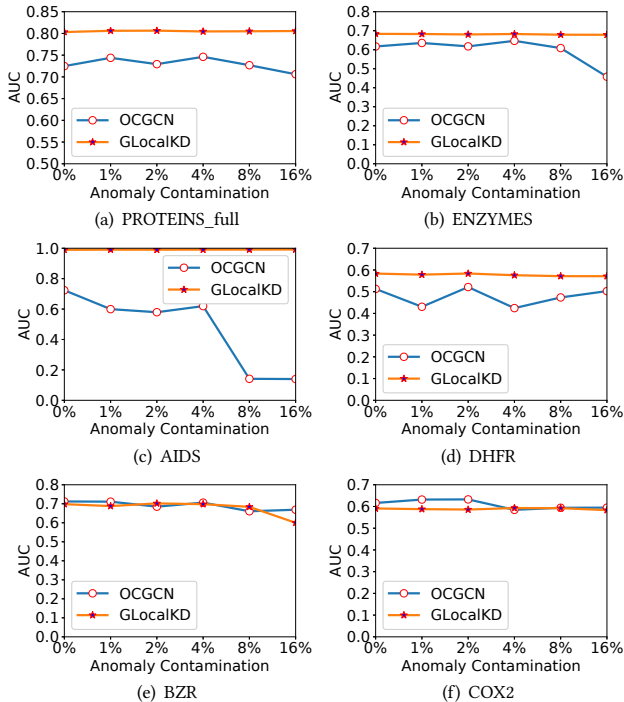 0.85
0.80
0.75
0.70
0.65
0.60
0.55
0.50
AUC
OCGCN
GLocalKD
0% 1% 2% 4% 8% 16%
Anomaly Contamination
(a) PROTEINS_full
0.8
0.7
0.6
0.5
0.4
0.3
0.2
0.1
0.0
AUC
OCGCN
GLocalKD
0% 1% 2% 4% 8% 16%
Anomaly Contamination
(b) ENZYMES
1.0
0.8
0.6
0.4
0.2
0.0
AUC
OCGCN
GLocalKD
0% 1% 2% 4% 8% 16%
Anomaly Contamination
(c) AIDS
0.7
0.6
0.5
0.4
0.3
0.2
0.1
0.0
AUC
OCGCN
GLocalKD
0% 1% 2% 4% 8% 16%
Anomaly Contamination
(d) DHFR
0.8
0.7
0.6
0.5
0.4
0.3
0.2
0.1
0.0
AUC
OCGCN
GLocalKD
0% 1% 2% 4% 8% 16%
Anomaly Contamination
(e) BZR
0.7
0.6
0.5
0.4
0.3
0.2
0.1
0.0
AUC
OCGCN
GLocalKD
0% 1% 2% 4% 8% 16%
Anomaly Contamination
(f) COX2